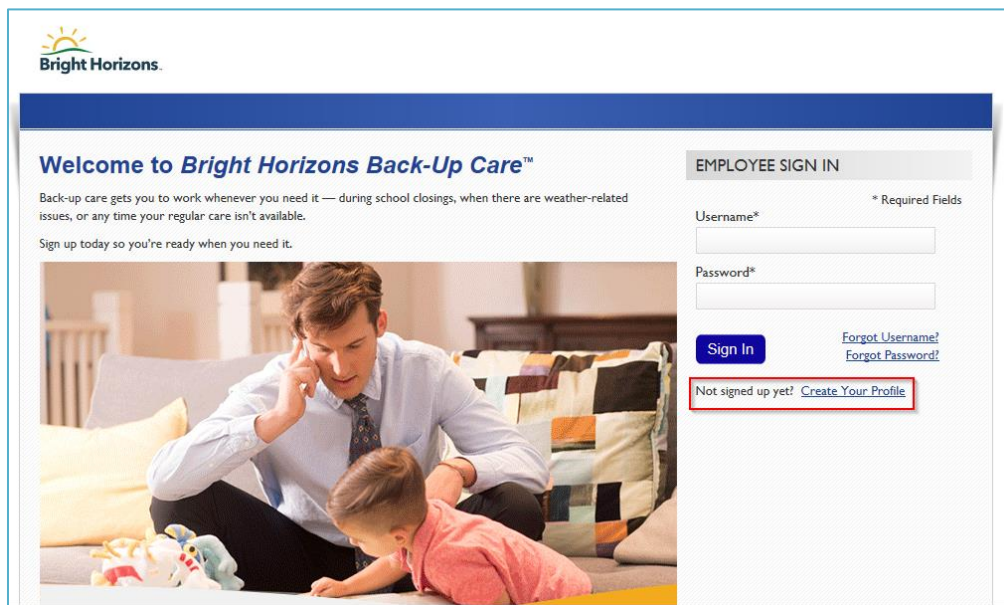 Bright Horizons.
Welcome to Bright Horizons Back-Up Care™
Back-up care gets you to work whenever you need it — during school closings, when there are weather-related
issues, or any time your regular care isn't available.
Sign up today so you're ready when you need it.
EMPLOYEE SIGN IN
* Required Fields
Username*
Password*
Sign In
Forgot Username?
Forgot Password?
Not signed up yet? Create Your Profile